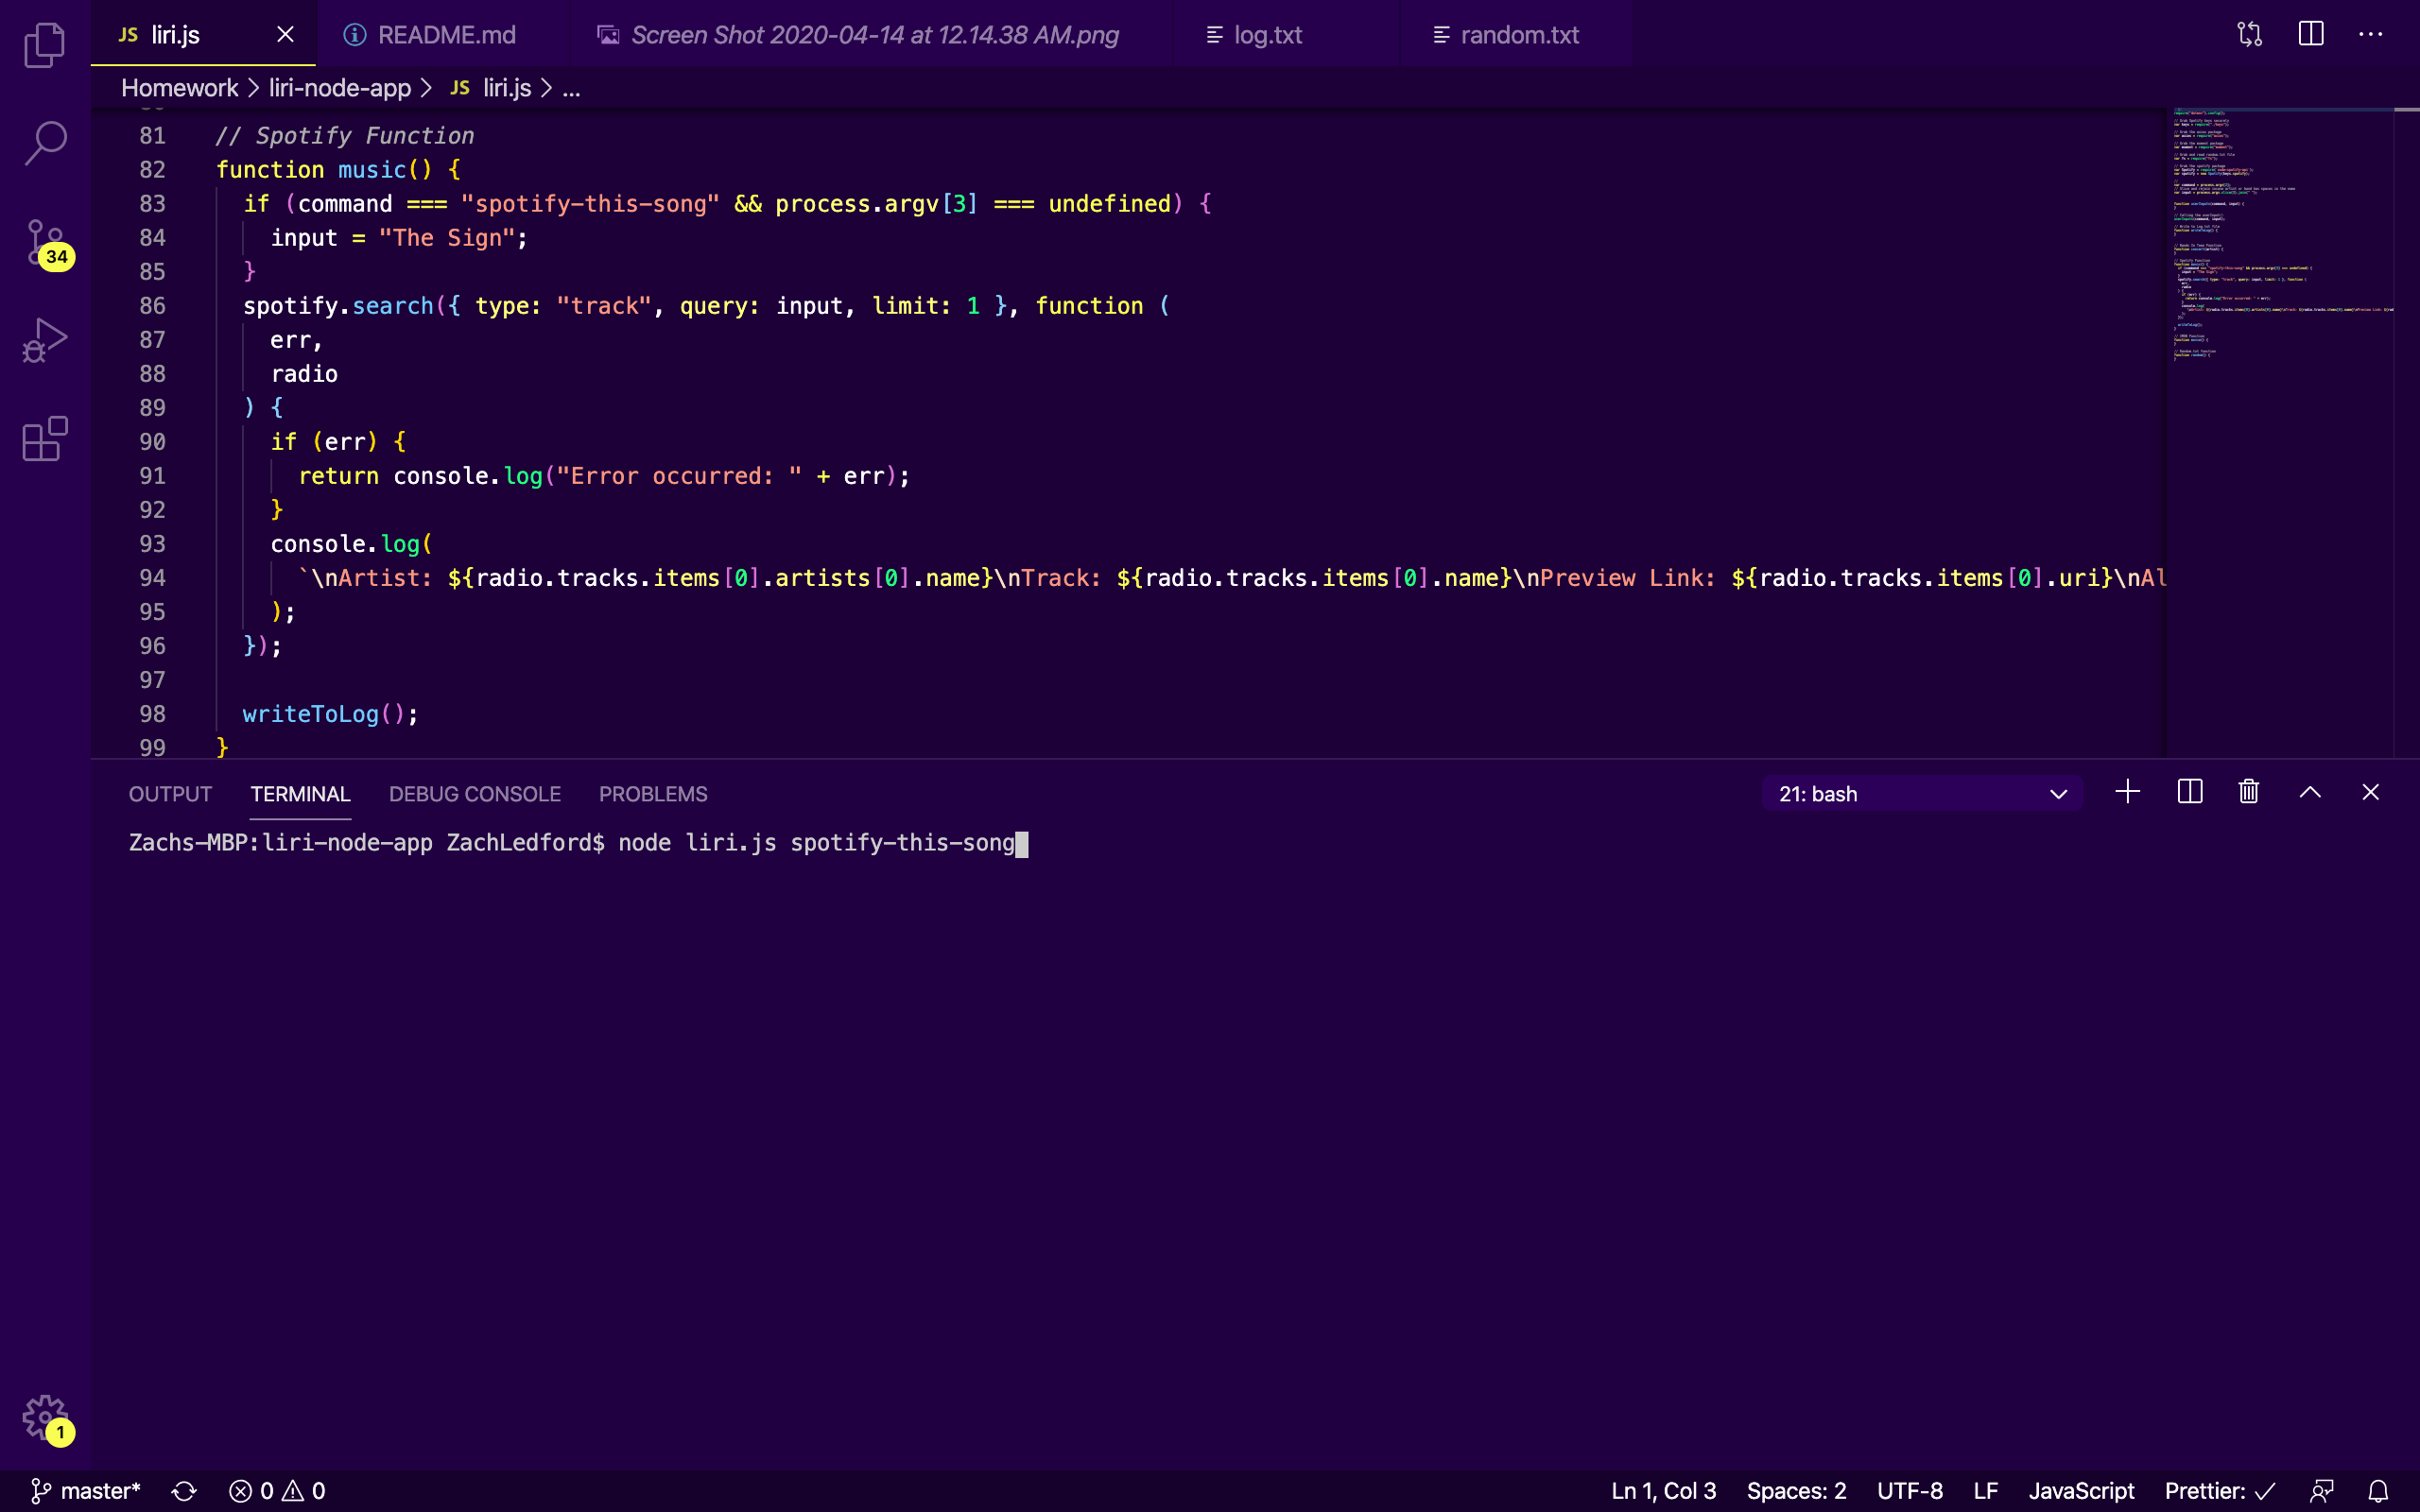 JS liri.js
README.md
Screen Shot 2020-04-14 at 12.14.38 AM.png
log.txt
random.txt
Homework > liri-node-app > JS liri.js > ...
81 // Spotify Function
82 function music() {
83 if (command === "spotify-this-song" && process.argv[3] === undefined) {
84 input = "The Sign";
85 }
86 spotify.search({ type: "track", query: input, limit: 1 }, function (
87 err,
88 radio
89 ) {
90 if (err) {
91 return console.log("Error occurred: " + err);
92 }
93 console.log(
94 `\nArtist: ${radio.tracks.items[0].artists[0].name}\nTrack: ${radio.tracks.items[0].name}\nPreview Link: ${radio.tracks.items[0].uri}\nAl
95 );
96 });
97
98 writeToLog();
99 }
34
OUTPUT TERMINAL DEBUG CONSOLE PROBLEMS
21: bash
Zachs-MBP:liri-node-app ZachLedford$ node liri.js spotify-this-song
1
master* 0 0
Ln 1, Col 3 Spaces: 2 UTF-8 LF JavaScript Prettier: ✓